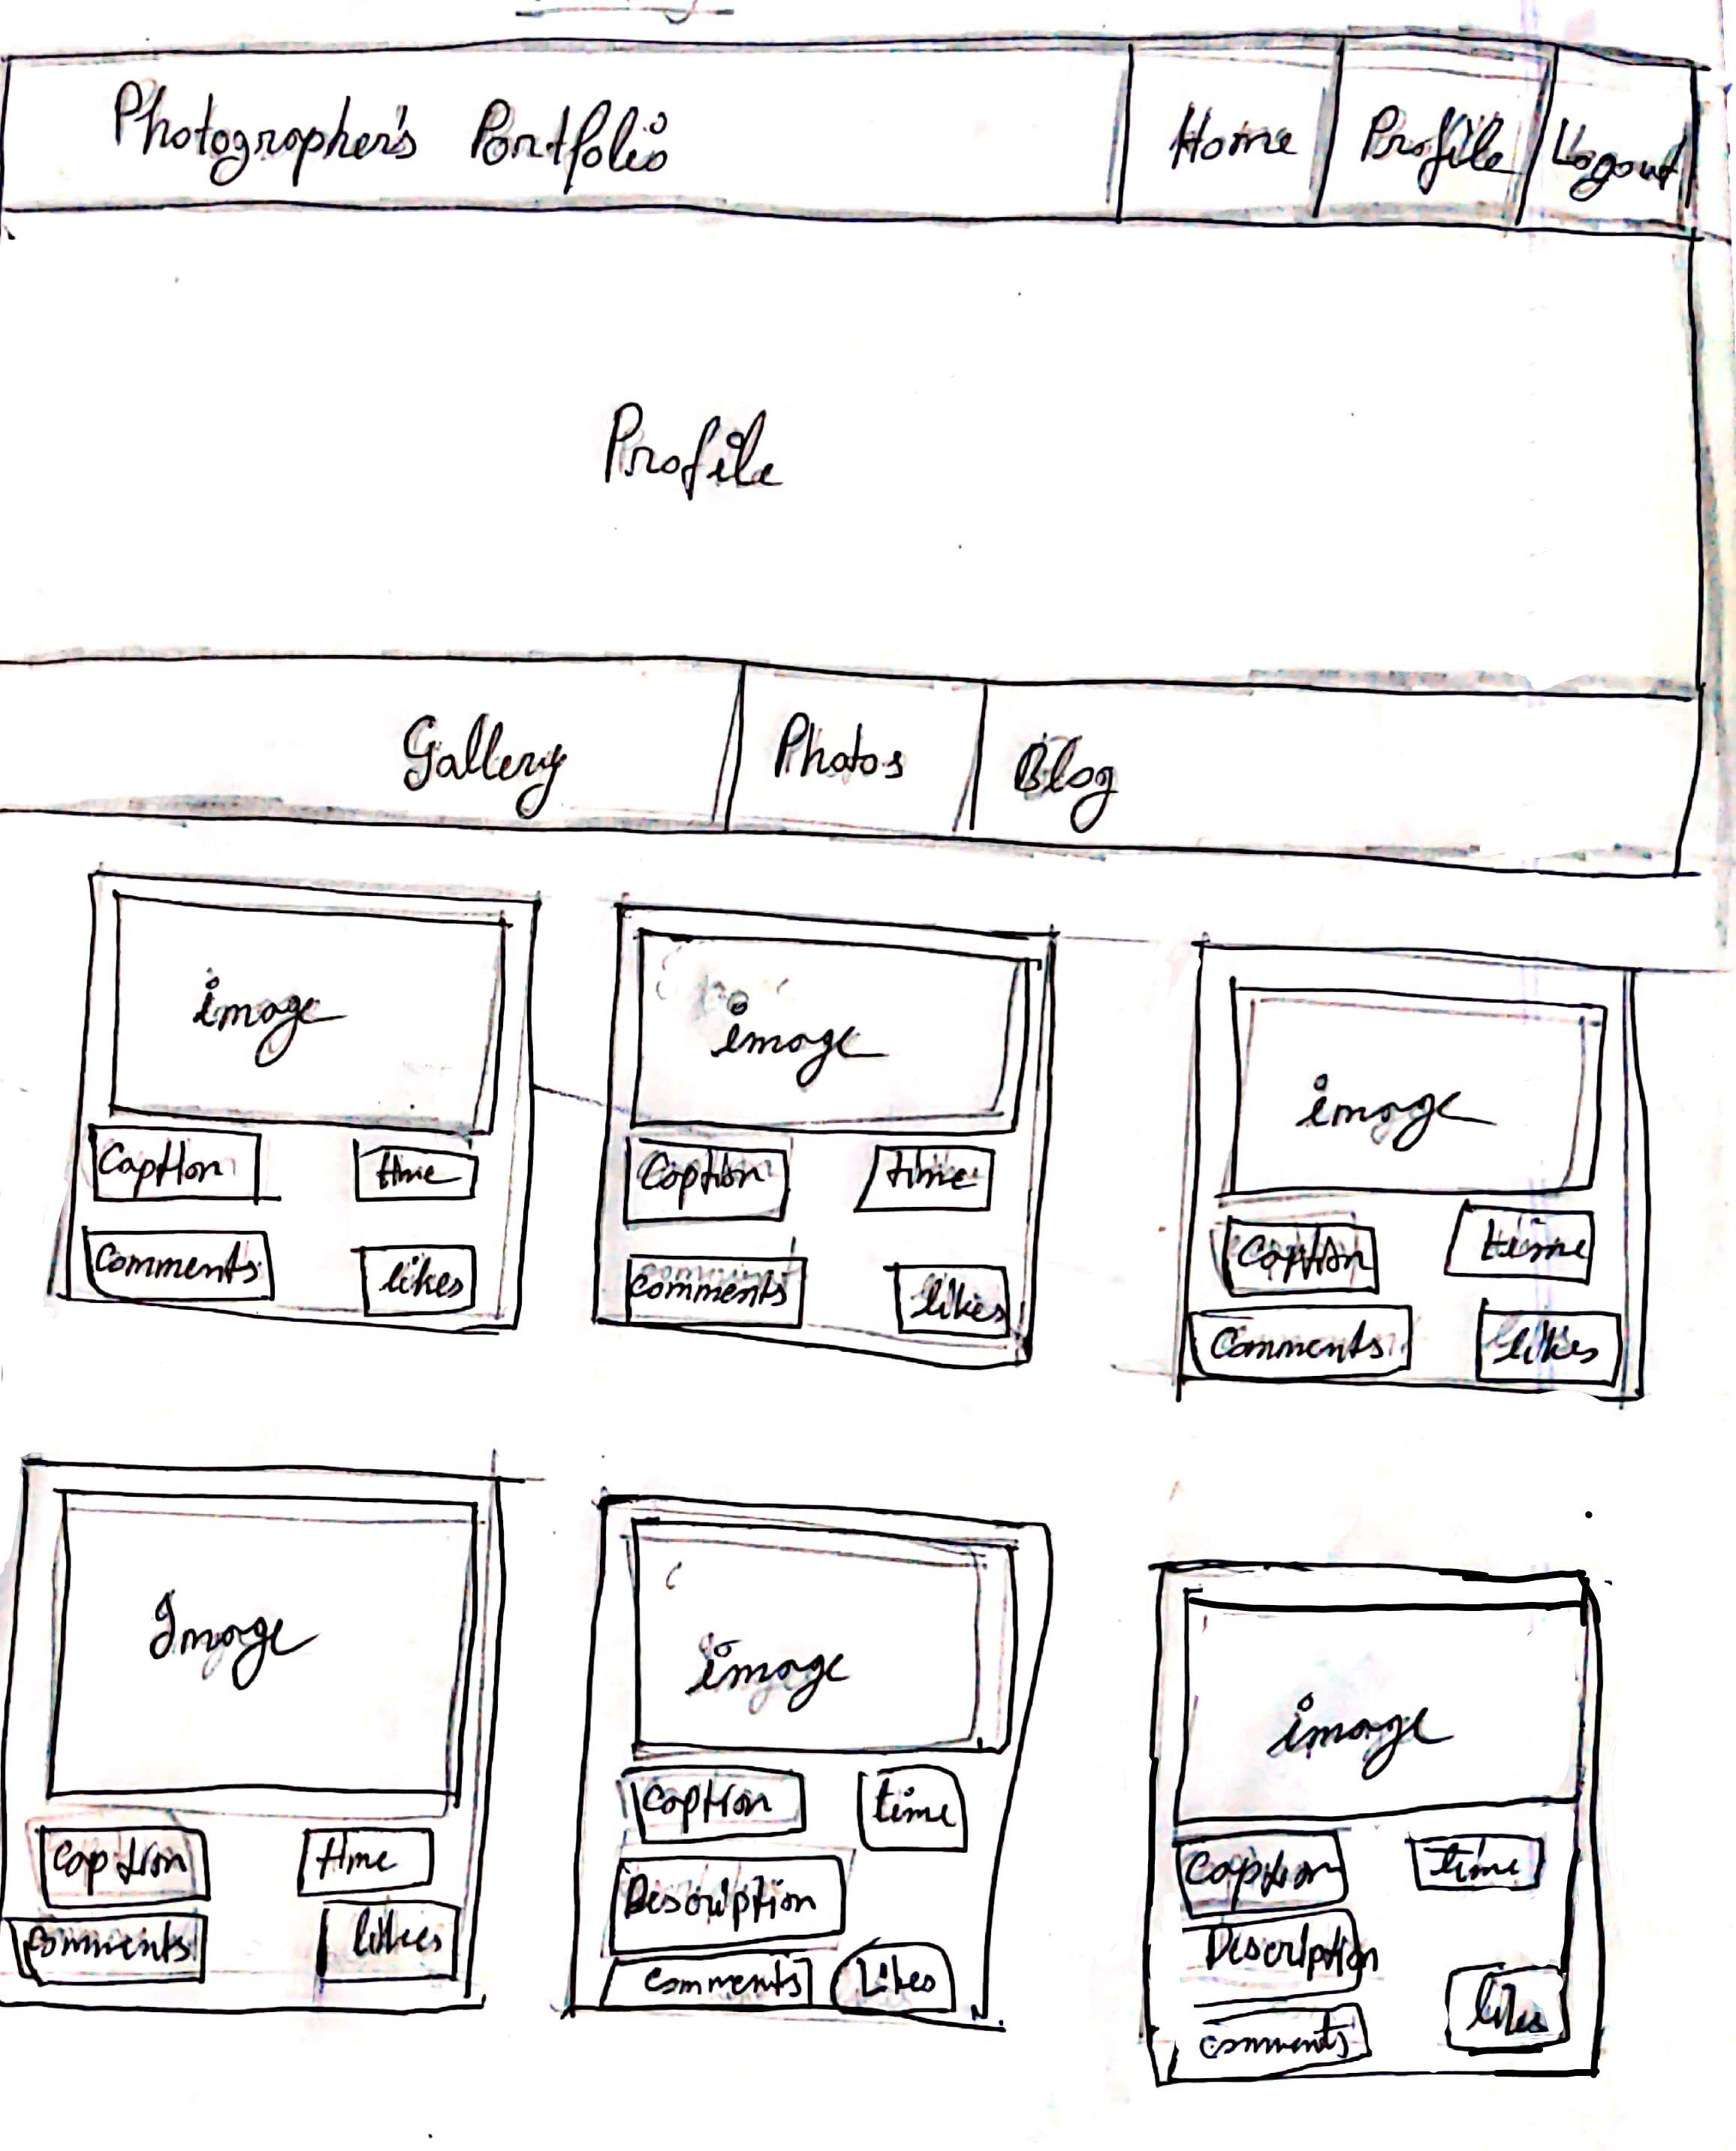 Photographer's Portfolio Home Profile Logout
Profile
Gallery Photos Blog
image image image
Caption time Caption time Caption time
Comments likes Comments likes Comments likes
Image image image
Caption time Caption time Caption time
Description Description
Comments likes Comments Likes Comments likes